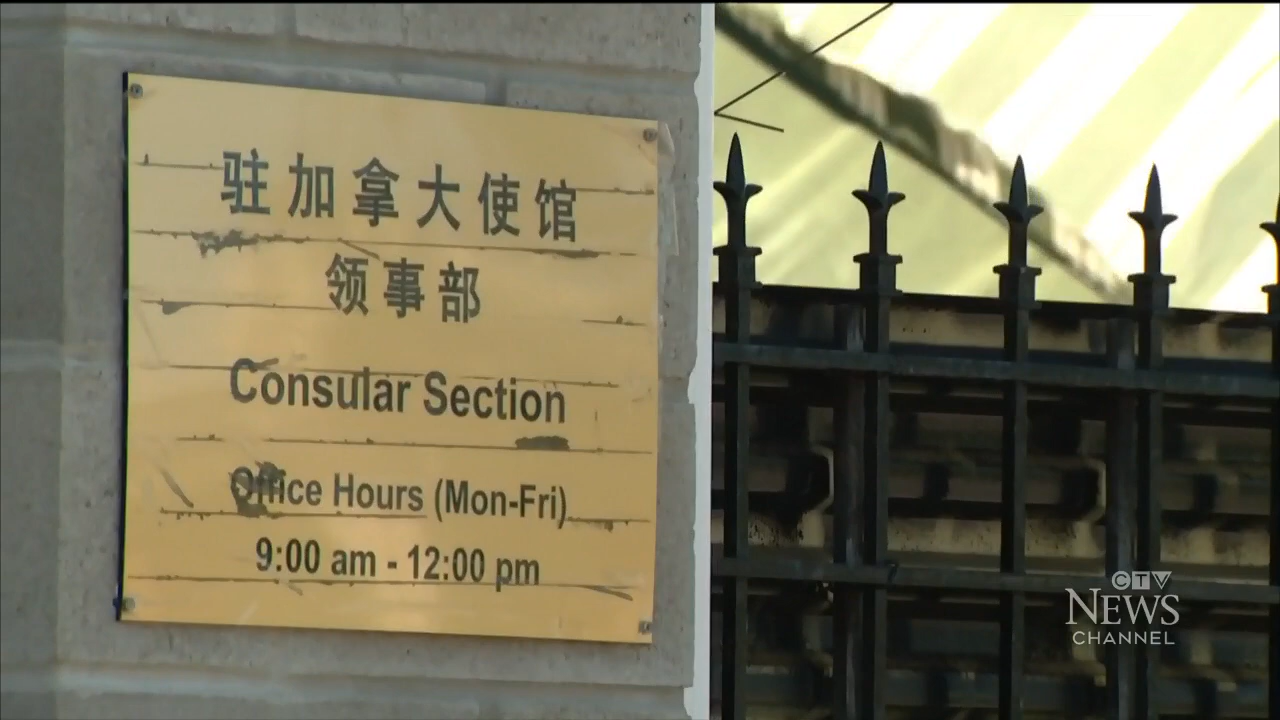 驻加拿大使馆
领事部
Consular Section
Office Hours (Mon-Fri)
9:00 am - 12:00 pm
CTV
NEWS
CHANNEL